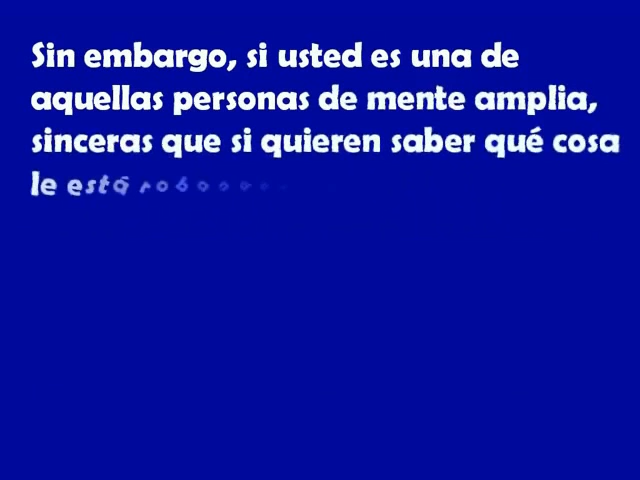 Sin embargo, si usted es una de
aquellas personas de mente amplia,
sinceras que si quieren saber qué cosa
le está